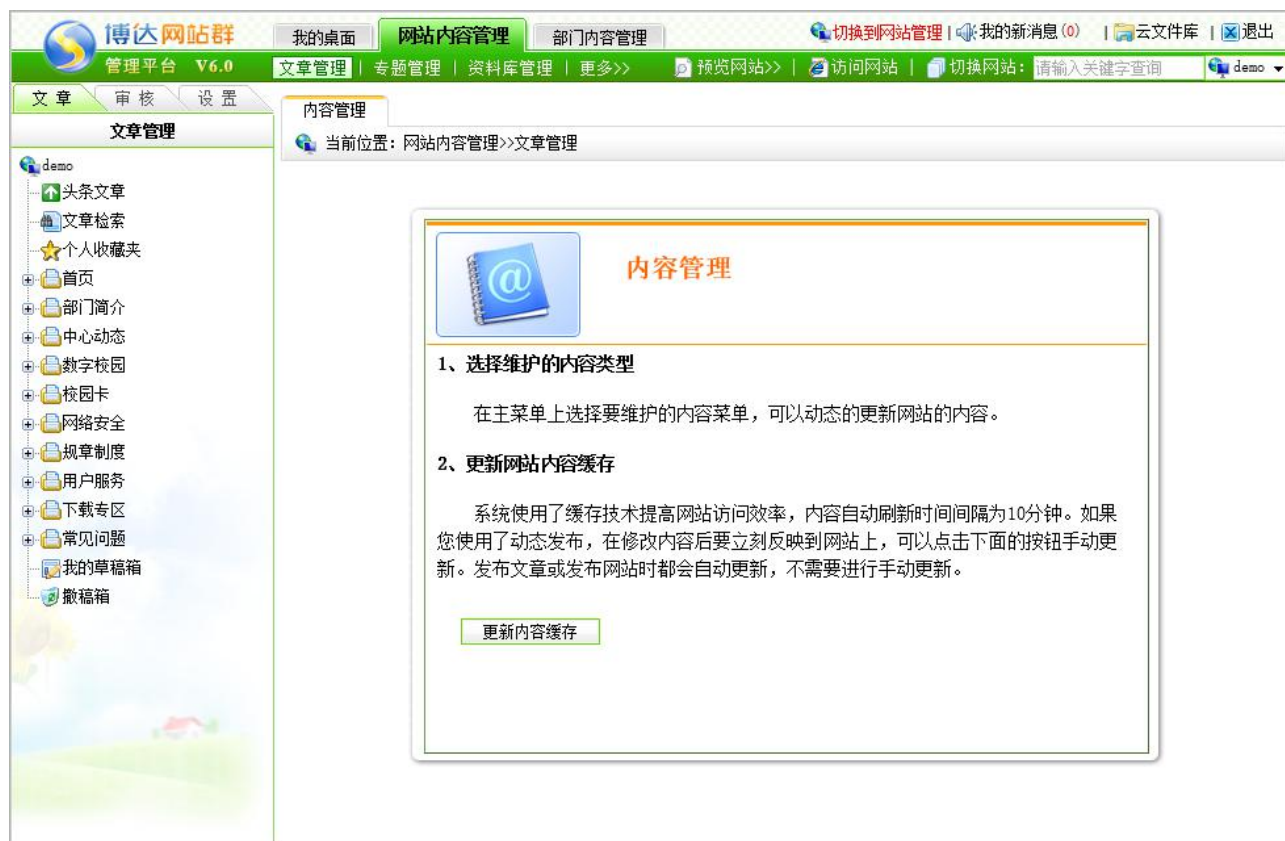 博达网站群
管理平台 V6.0
我的桌面 网站内容管理 部门内容管理 切换到网站管理 | 我的新消息(0) | 云文件库 | 退出
文章管理 | 专题管理 | 资料库管理 | 更多>> 预览网站>> | 访问网站 | 切换网站: 请输入关键字查询 demo
文章 审核 设置
内容管理
文章管理
当前位置: 网站内容管理>>文章管理
demo
头条文章
文章检索
个人收藏夹
首页
部门简介
中心动态
数字校园
校园卡
网络安全
规章制度
用户服务
下载专区
常见问题
我的草稿箱
撤稿箱
@
内容管理
1、选择维护的内容类型
在主菜单上选择要维护的内容菜单，可以动态的更新网站的内容。
2、更新网站内容缓存
系统使用了缓存技术提高网站访问效率，内容自动刷新时间间隔为10分钟。如果
您使用了动态发布，在修改内容后要立刻反映到网站上，可以点击下面的按钮手动更
新。发布文章或发布网站时都会自动更新，不需要进行手动更新。
更新内容缓存